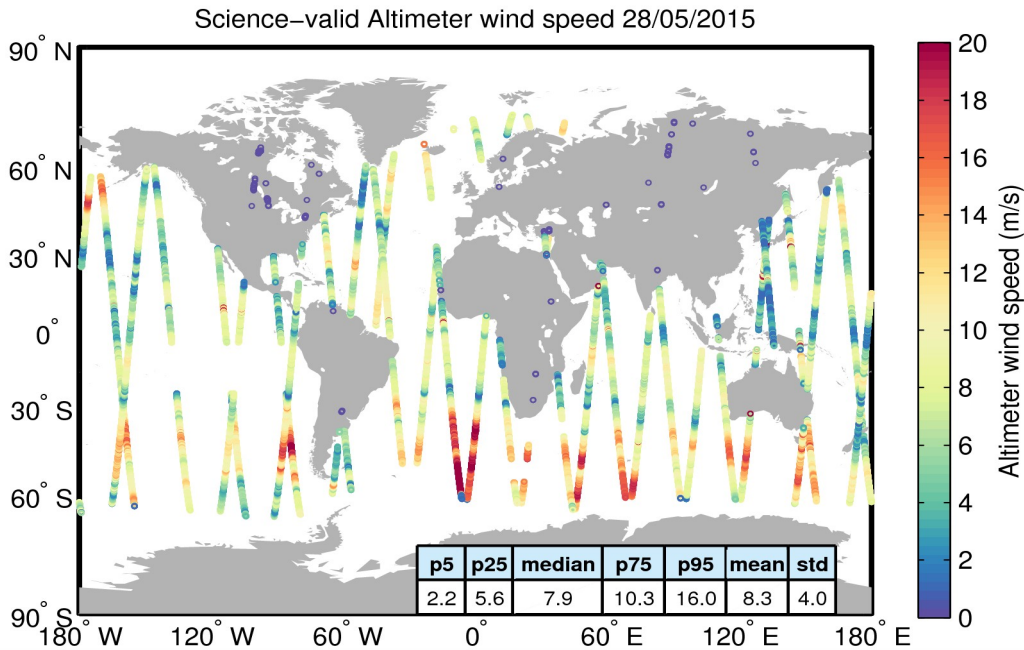 Science−valid Altimeter wind speed 28/05/2015
90° N
60° N
30° N
0°
30° S
60° S
90° S
180° W
120° W
60° W
0°
60° E
120° E
180° E
p5 p25 median p75 p95 mean std
2.2 5.6 7.9 10.3 16.0 8.3 4.0
20
18
16
14
12
10
8
6
4
2
0
Altimeter wind speed (m/s)